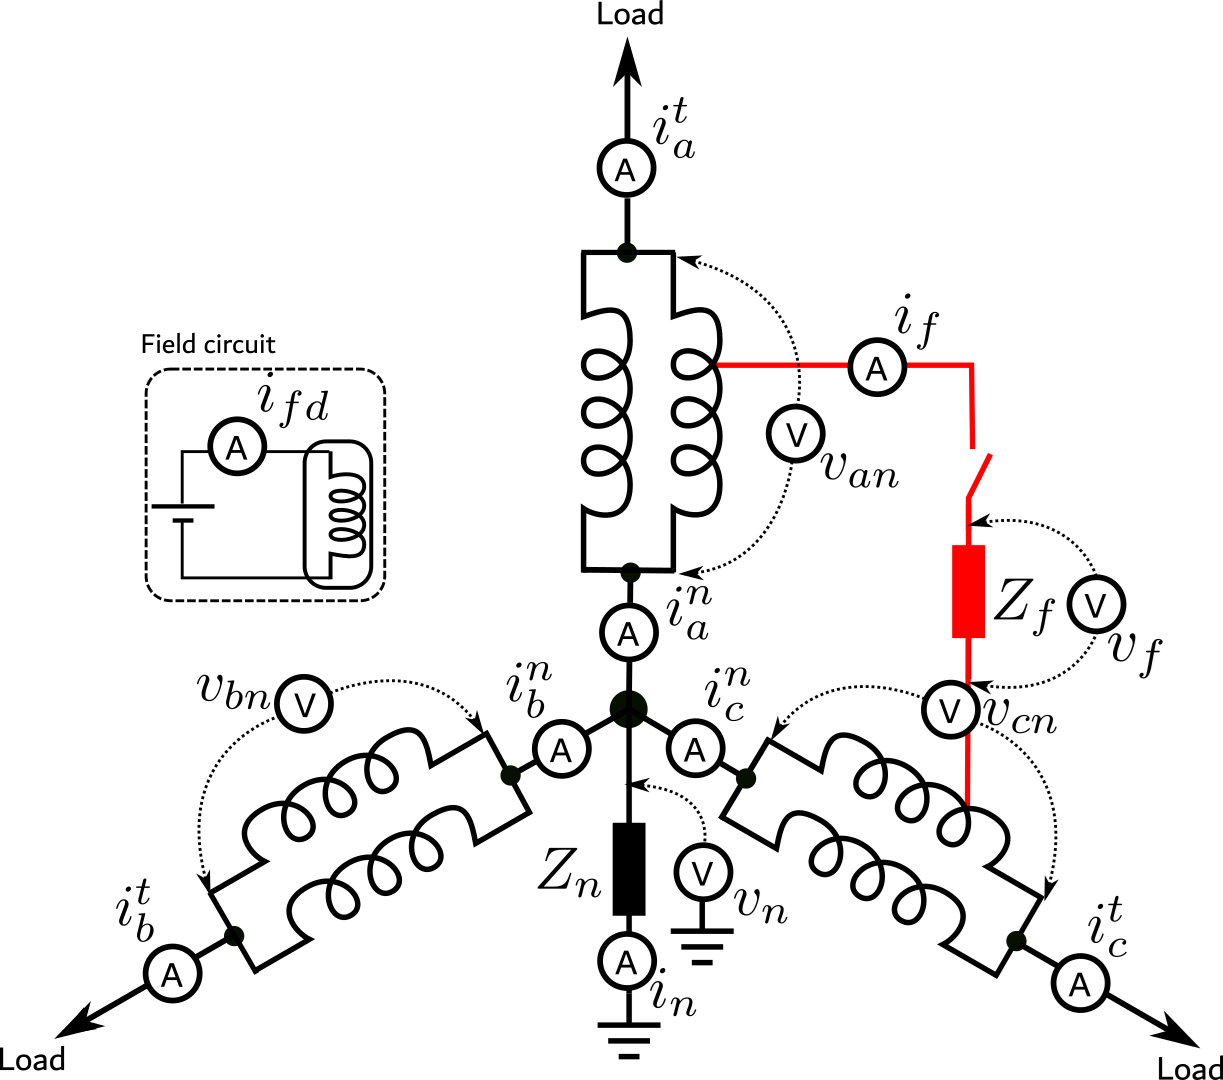 Load
i_a^t
A
i_f
A
Field circuit
i_{fd}
A
V
v_{an}
Z_f
V
v_f
i_a^n
A
v_{bn}
V
i_b^n
A
i_c^n
A
V
v_{cn}
Z_n
V
v_n
i_b^t
A
A
i_n
i_c^t
A
Load
Load